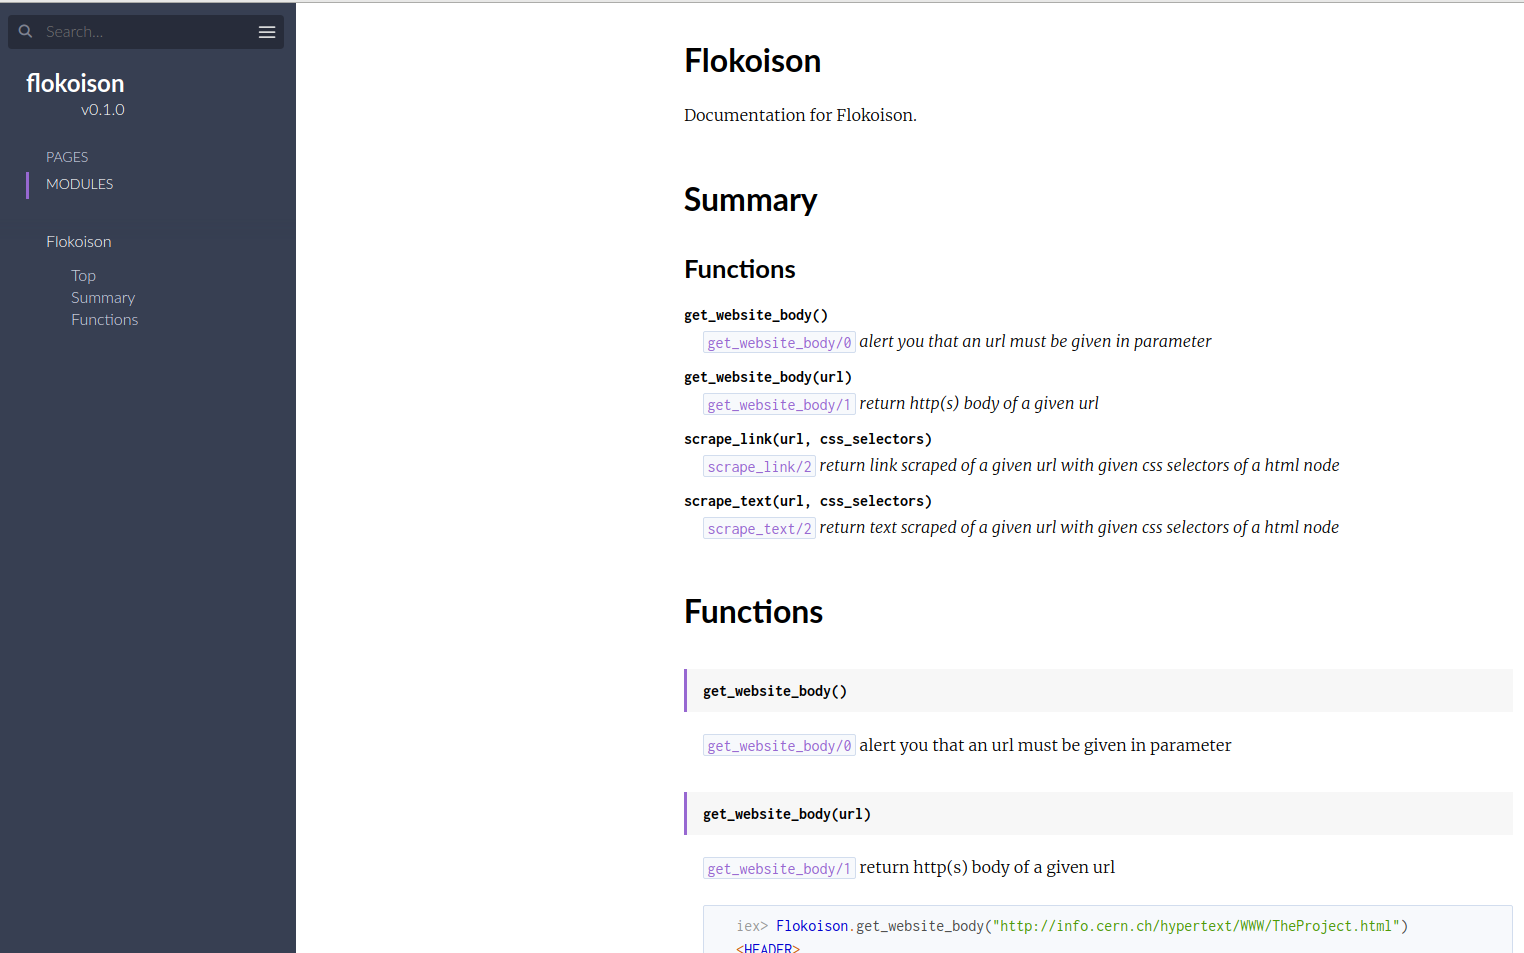 Search...
flokoison
v0.1.0
PAGES
MODULES
Flokoison
Top
Summary
Functions
Flokoison
Documentation for Flokoison.
Summary
Functions
get_website_body()
get_website_body/0 alert you that an url must be given in parameter
get_website_body(url)
get_website_body/1 return http(s) body of a given url
scrape_link(url, css_selectors)
scrape_link/2 return link scraped of a given url with given css selectors of a html node
scrape_text(url, css_selectors)
scrape_text/2 return text scraped of a given url with given css selectors of a html node
Functions
get_website_body()
get_website_body/0 alert you that an url must be given in parameter
get_website_body(url)
get_website_body/1 return http(s) body of a given url
iex> Flokoison.get_website_body("http://info.cern.ch/hypertext/WWW/TheProject.html")
<HEADER>